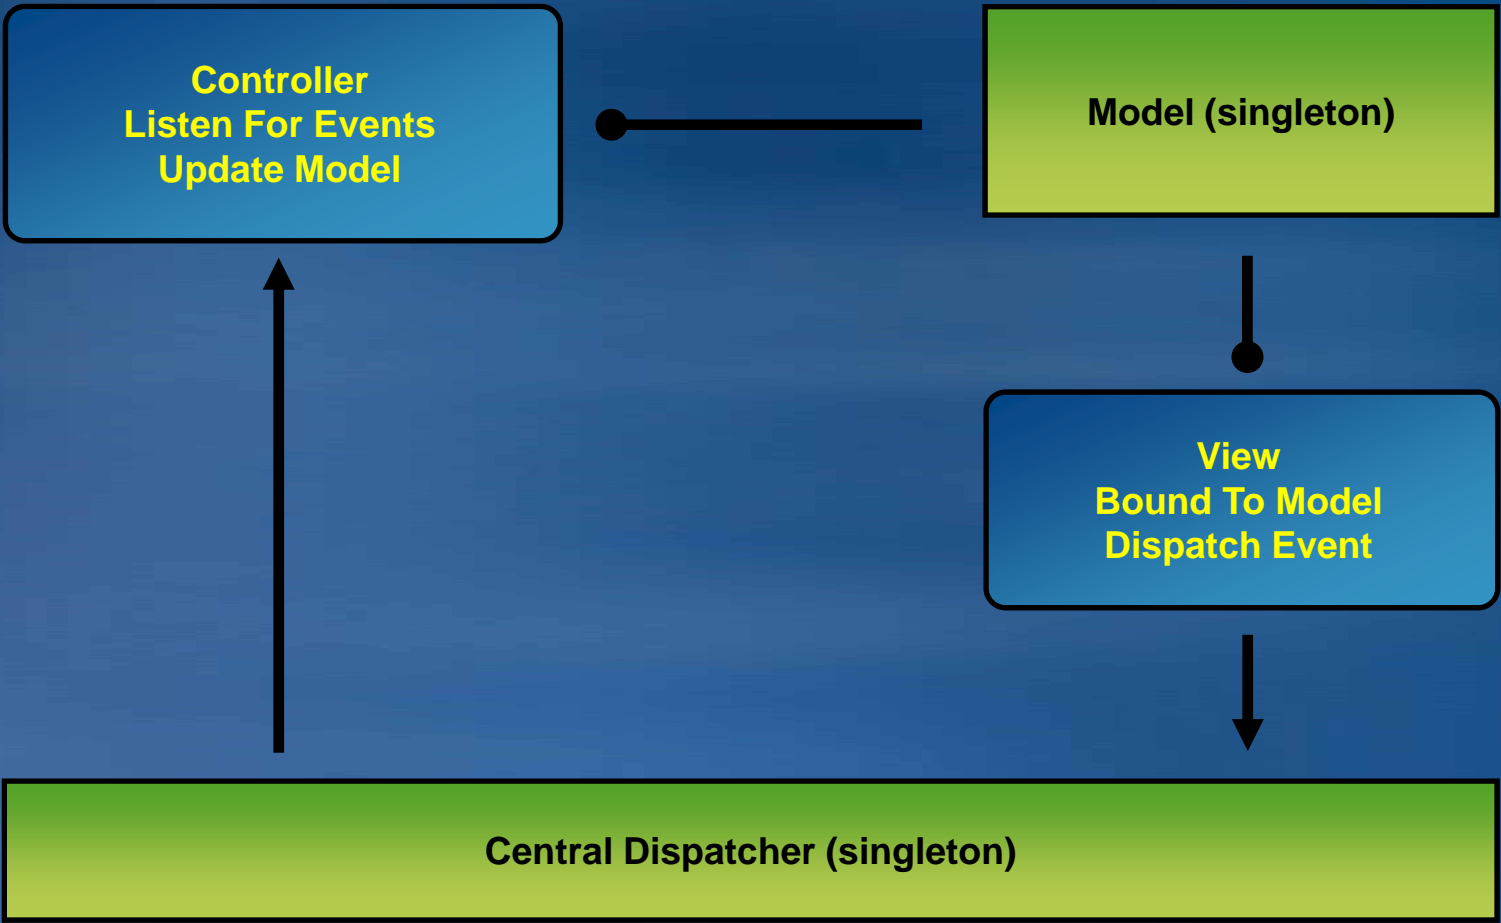 Controller
Listen For Events
Update Model
Model (singleton)
View
Bound To Model
Dispatch Event
Central Dispatcher (singleton)